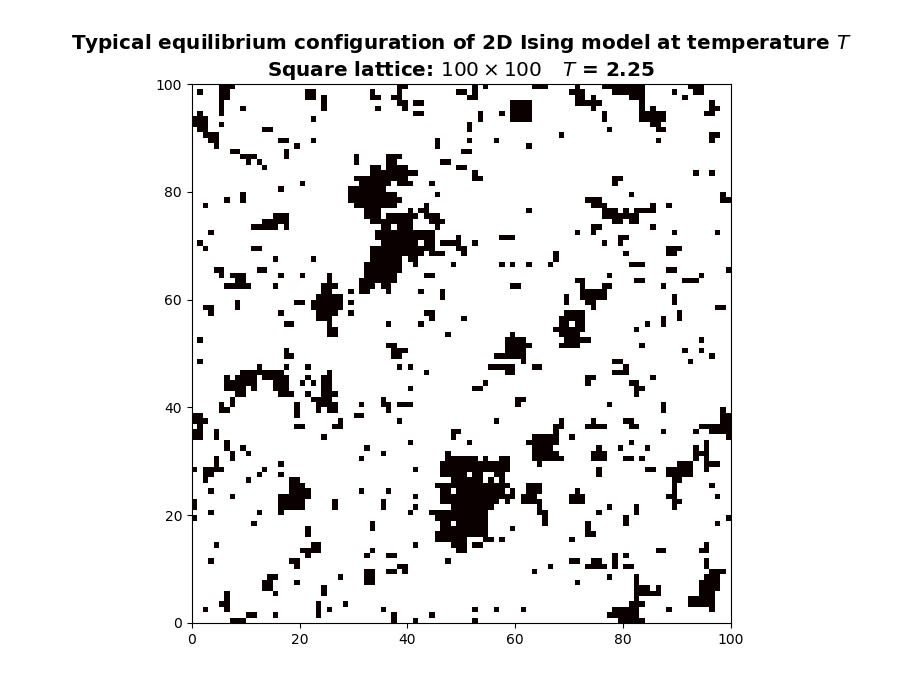 Typical equilibrium configuration of 2D Ising model at temperature T
Square lattice: 100 × 100 T = 2.25
100
80
60
40
20
0
0 20 40 60 80 100